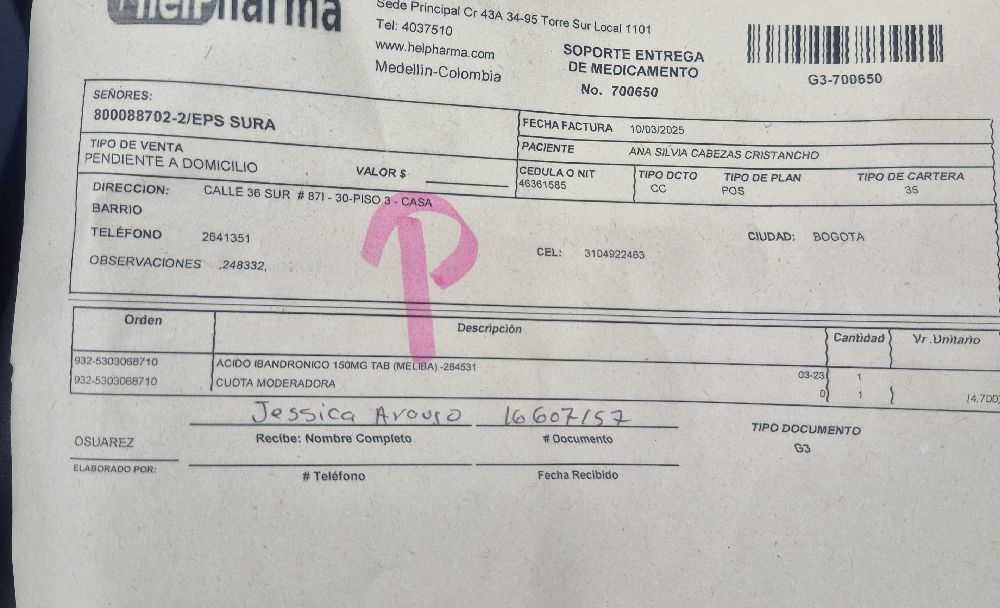 Helpharma
Sede Principal Cr 43A 34-95 Torre Sur Local 1101
Tel: 4037510
www.helpharma.com
Medellin-Colombia
SOPORTE ENTREGA
DE MEDICAMENTO
No. 700650
G3-700650
SEÑORES:
800088702-2/EPS SURA
TIPO DE VENTA
PENDIENTE A DOMICILIO
VALOR $
FECHA FACTURA 10/03/2025
PACIENTE ANA SILVIA CABEZAS CRISTANCHO
CEDULA O NIT TIPO DCTO TIPO DE PLAN TIPO DE CARTERA
46361585 CC POS 35
DIRECCION: CALLE 36 SUR # 87I - 30-PISO 3 - CASA
BARRIO
TELÉFONO 2641351
CEL: 3104922463
CIUDAD: BOGOTA
OBSERVACIONES ,248332,
P
Orden Descripción Cantidad Vr.Unitario
932-5303068710 ACIDO IBANDRONICO 150MG TAB (MELIBA) -284531 03-23 1
932-5303068710 CUOTA MODERADORA 0 1 (4.700)
Jessica 16607157
Recibe: Nombre Completo # Documento
TIPO DOCUMENTO
G3
OSUAREZ
ELABORADO POR:
# Teléfono Fecha Recibido